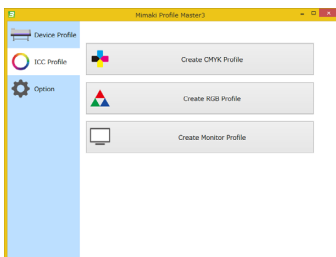 Mimaki Profile Master3
Device Profile
ICC Profile
Option
Create CMYK Profile
Create RGB Profile
Create Monitor Profile